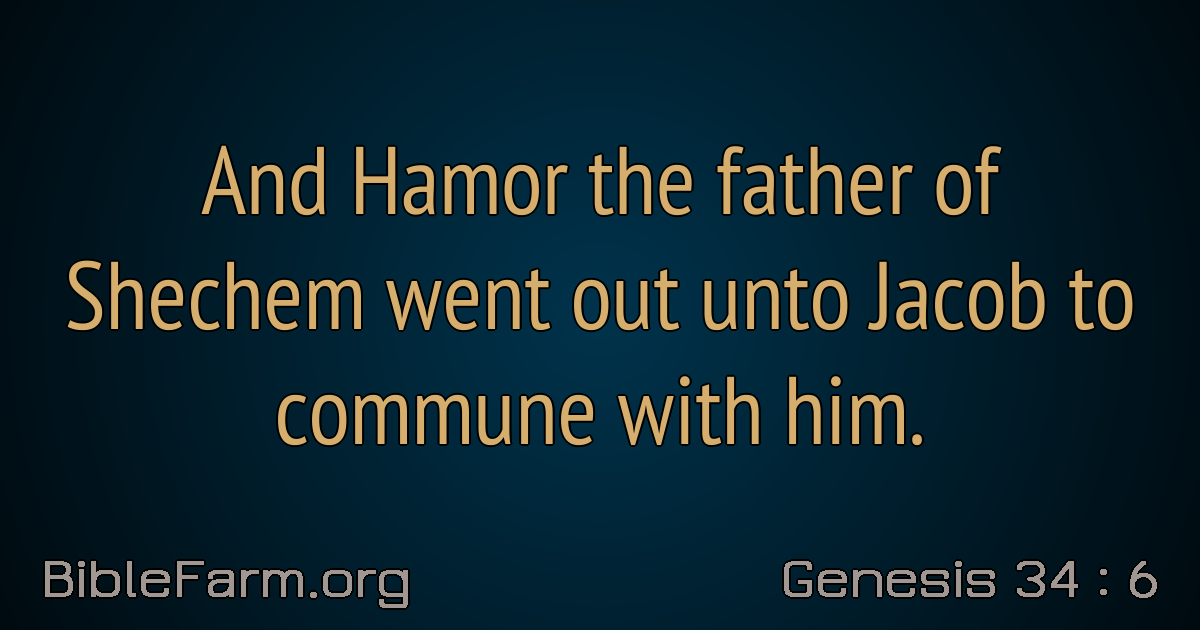 And Hamor the father of
Shechem went out unto Jacob to
commune with him.
BibleFarm.org
Genesis 34 : 6